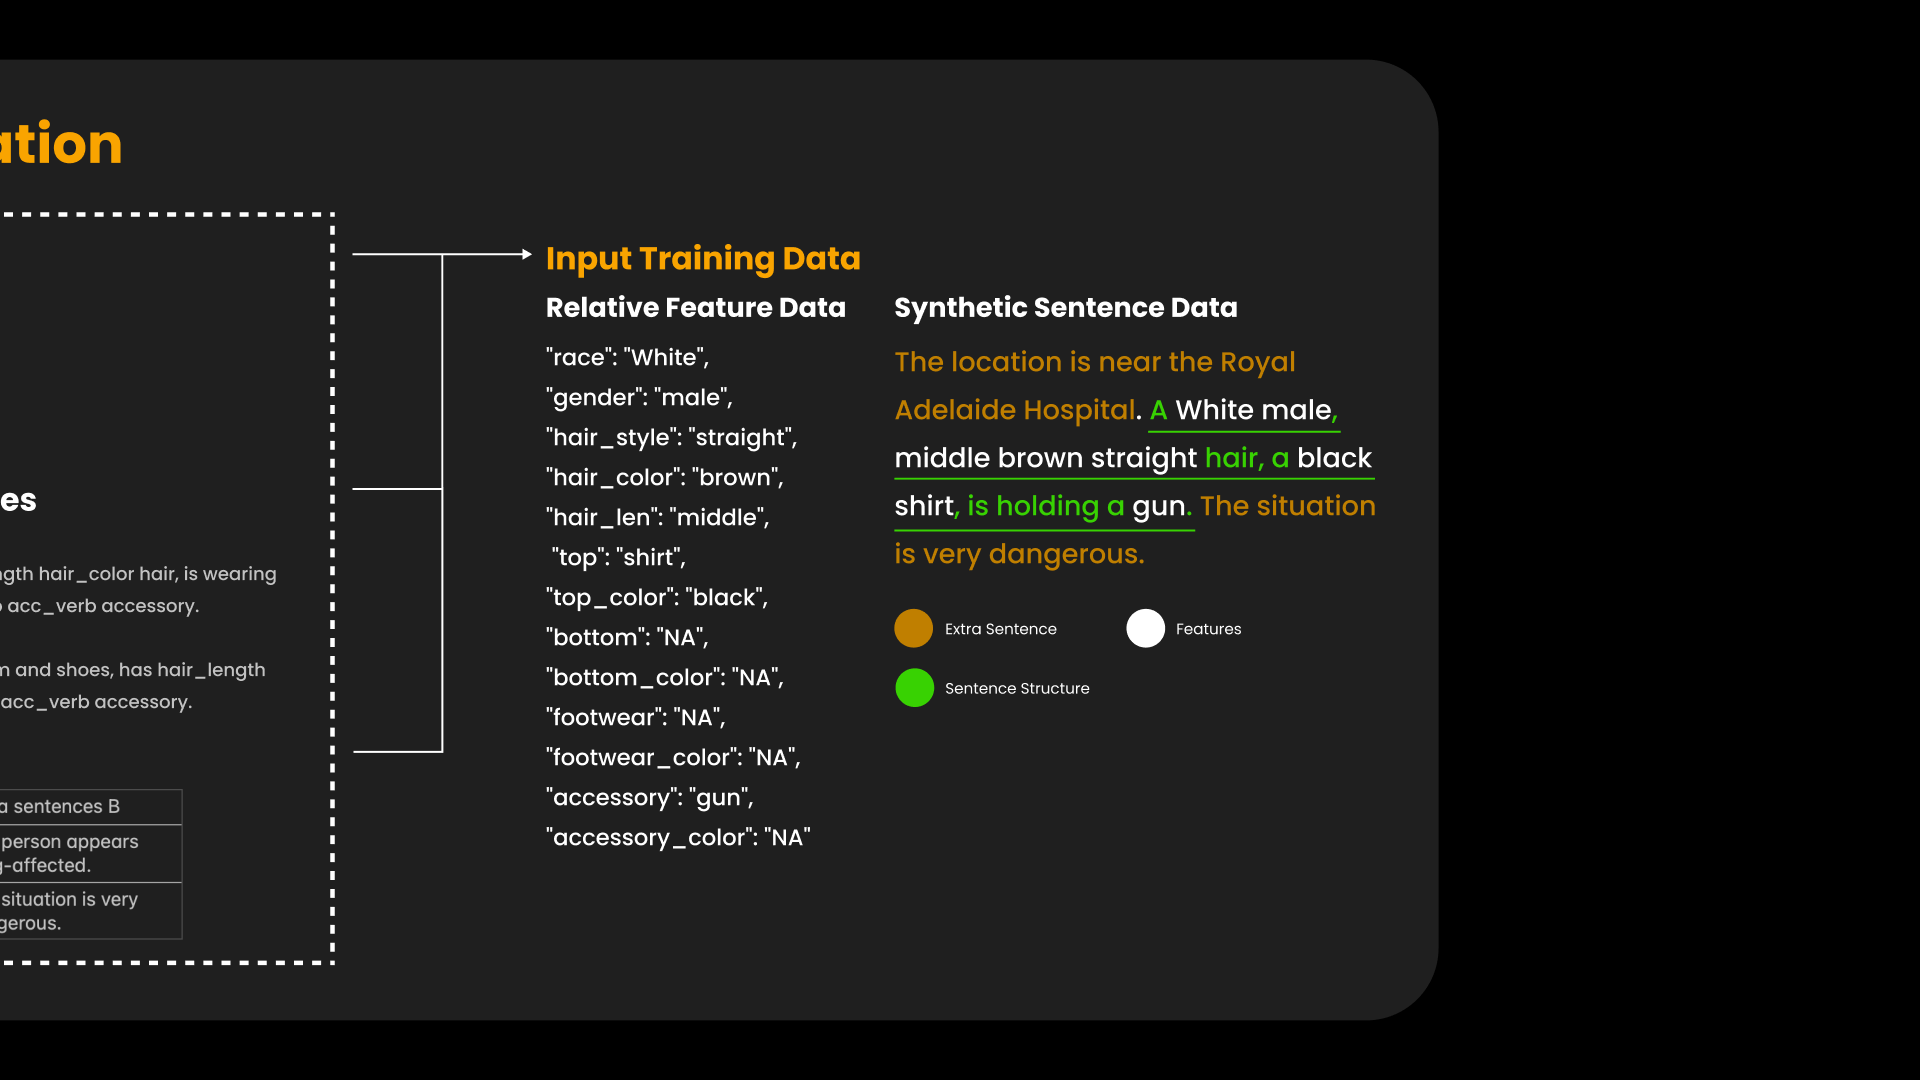 ation
es
ngth hair_color hair, is wearing
acc_verb accessory.
and shoes, has hair_length
acc_verb accessory.
a sentences B
person appears
g-affected.
situation is very
gerous.
Input Training Data
Relative Feature Data
"race": "White",
"gender": "male",
"hair_style": "straight",
"hair_color": "brown",
"hair_len": "middle",
"top": "shirt",
"top_color": "black",
"bottom": "NA",
"bottom_color": "NA",
"footwear": "NA",
"footwear_color": "NA",
"accessory": "gun",
"accessory_color": "NA"
Synthetic Sentence Data
The location is near the Royal
Adelaide Hospital. A White male,
middle brown straight hair, a black
shirt, is holding a gun. The situation
is very dangerous.
Extra Sentence
Features
Sentence Structure